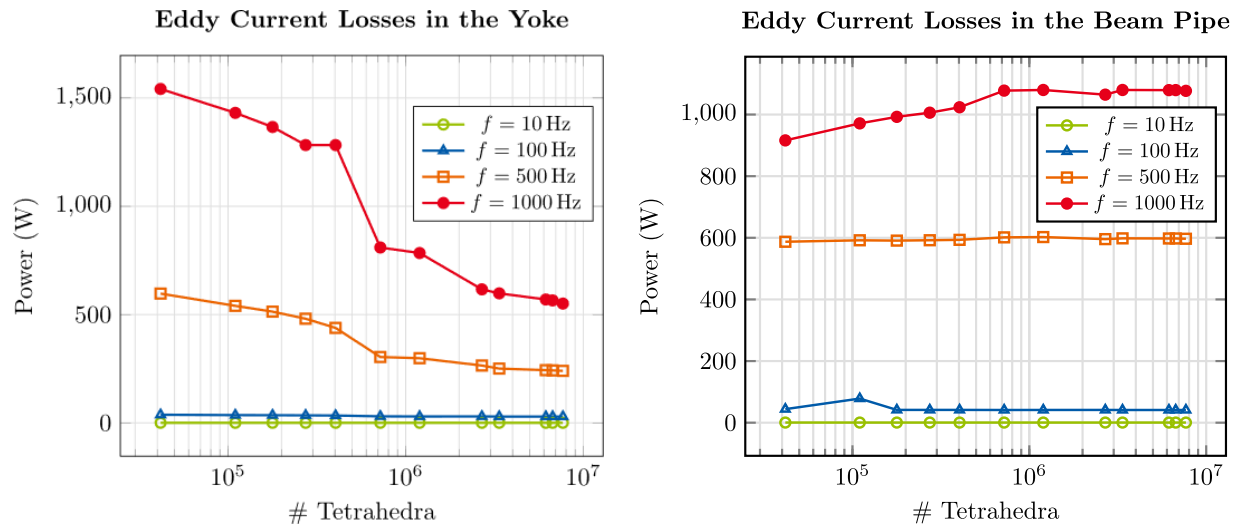 Eddy Current Losses in the Yoke
Power (W)
1,500
1,000
500
0
10^5
10^6
10^7
# Tetrahedra
f = 10 Hz
f = 100 Hz
f = 500 Hz
f = 1000 Hz
Eddy Current Losses in the Beam Pipe
Power (W)
1,000
800
600
400
200
0
10^5
10^6
10^7
# Tetrahedra
f = 10 Hz
f = 100 Hz
f = 500 Hz
f = 1000 Hz